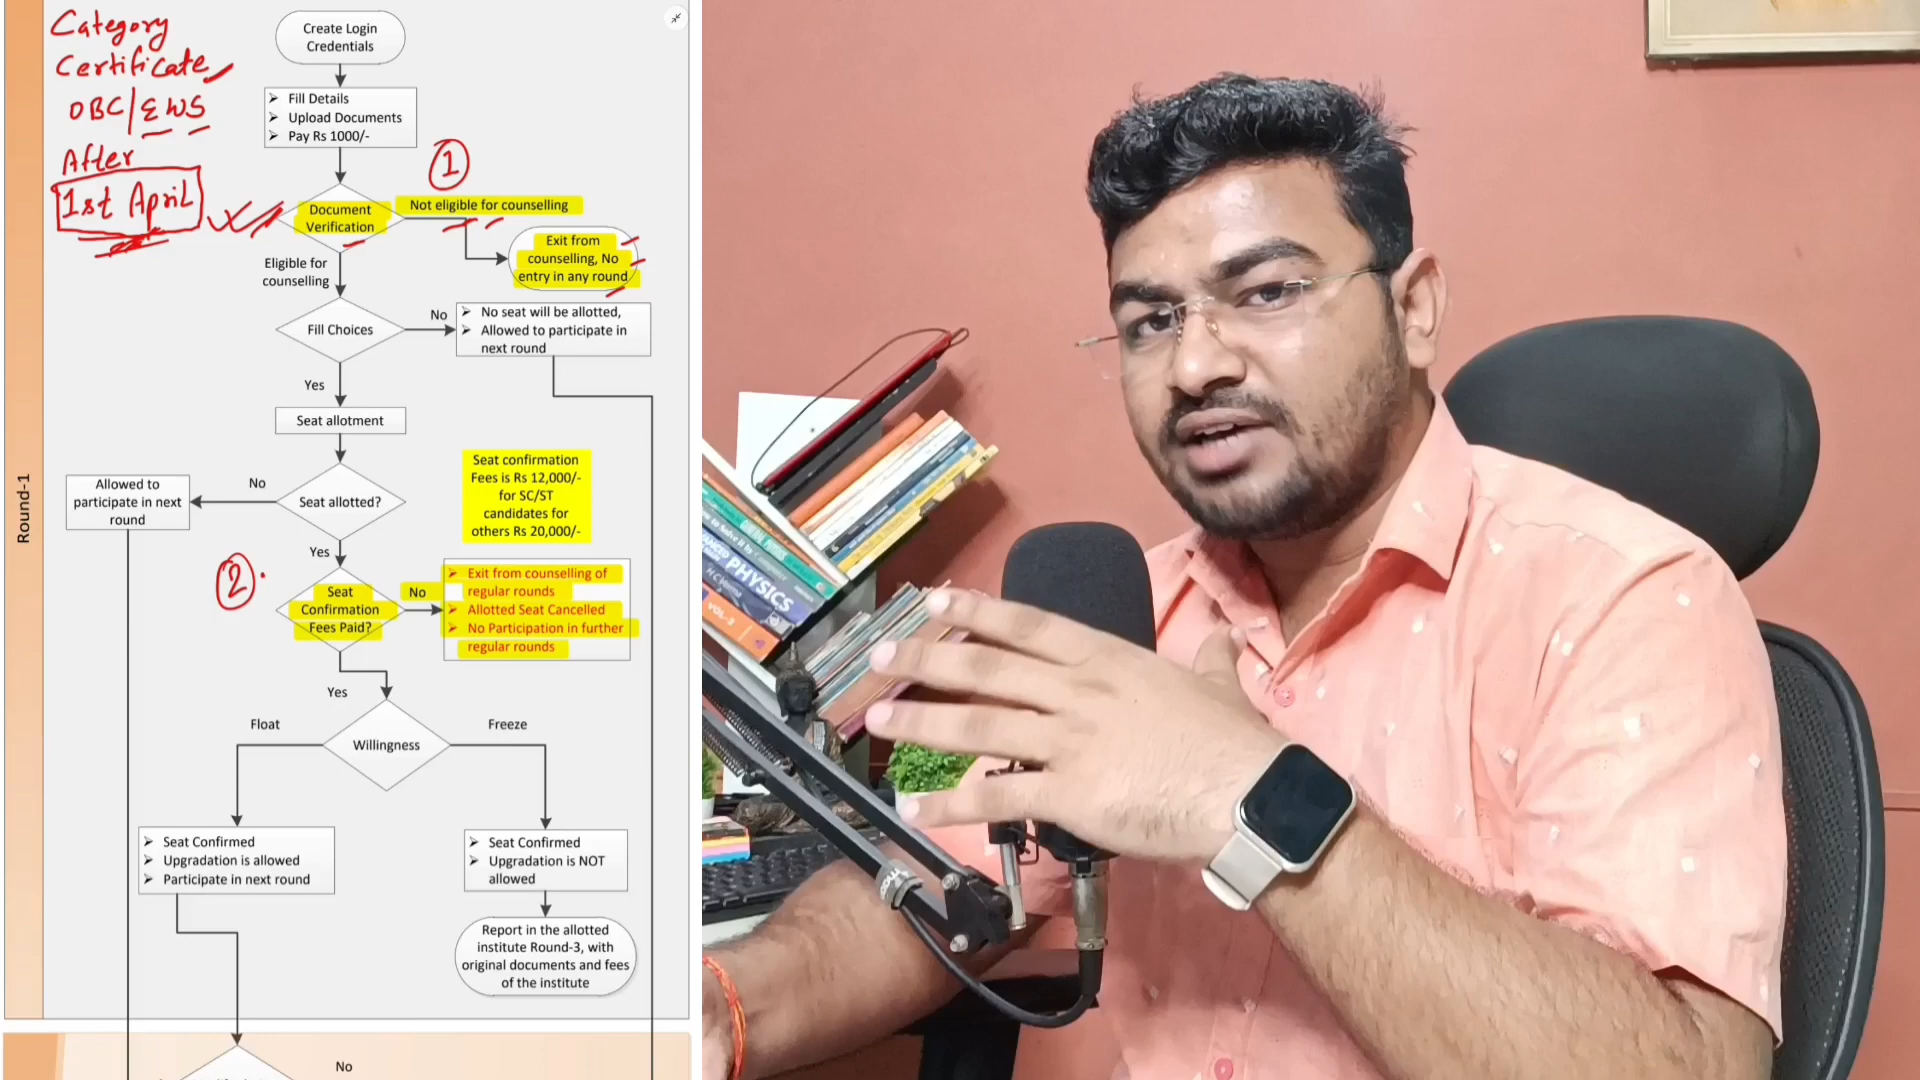 Category
Certificate
OBC/EWS
After
1st April
Create Login
Credentials
➢ Fill Details
➢ Upload Documents
➢ Pay Rs 1000/-
1
Document
Verification
Not eligible for counselling
Exit from
counselling, No
entry in any round
Eligible for
counselling
Fill Choices
No
➢ No seat will be allotted,
➢ Allowed to participate in
next round
Yes
Seat allotment
Seat confirmation
Fees is Rs 12,000/-
for SC/ST
candidates for
others Rs 20,000/-
Round-1
Allowed to
participate in next
round
No
Seat allotted?
Yes
2
Seat
Confirmation
Fees Paid?
No
➢ Exit from counselling of
regular rounds
➢ Allotted Seat Cancelled
➢ No Participation in further
regular rounds
Yes
Float
Willingness
Freeze
➢ Seat Confirmed
➢ Upgradation is allowed
➢ Participate in next round
➢ Seat Confirmed
➢ Upgradation is NOT
allowed
Report in the allotted
institute Round-3, with
original documents and fees
of the institute
No
PHYSICS
VOL-2